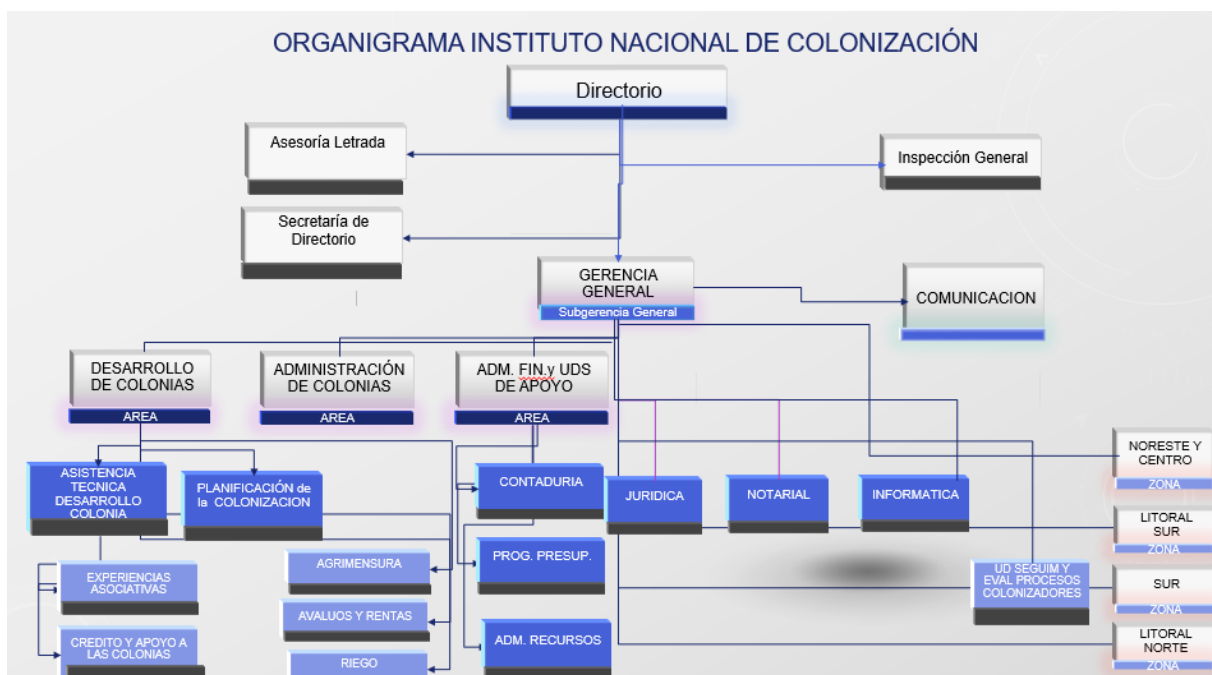 ORGANIGRAMA INSTITUTO NACIONAL DE COLONIZACIÓN
Directorio
Asesoría Letrada
Inspección General
Secretaría de
Directorio
GERENCIA
GENERAL
Subgerencia General
COMUNICACION
DESARROLLO
DE COLONIAS
AREA
ADMINISTRACIÓN
DE COLONIAS
AREA
ADM. FIN.y UDS
DE APOYO
AREA
NORESTE Y
CENTRO
ZONA
ASISTENCIA
TECNICA
DESARROLLO
COLONIA
PLANIFICACIÓN de
la COLONIZACION
CONTADURIA
JURIDICA
NOTARIAL
INFORMATICA
LITORAL
SUR
ZONA
EXPERIENCIAS
ASOCIATIVAS
AGRIMENSURA
PROG. PRESUP.
UD SEGUIM Y
EVAL PROCESOS
COLONIZADORES
SUR
ZONA
AVALUOS Y RENTAS
CREDITO Y APOYO A
LAS COLONIAS
RIEGO
ADM. RECURSOS
LITORAL
NORTE
ZONA